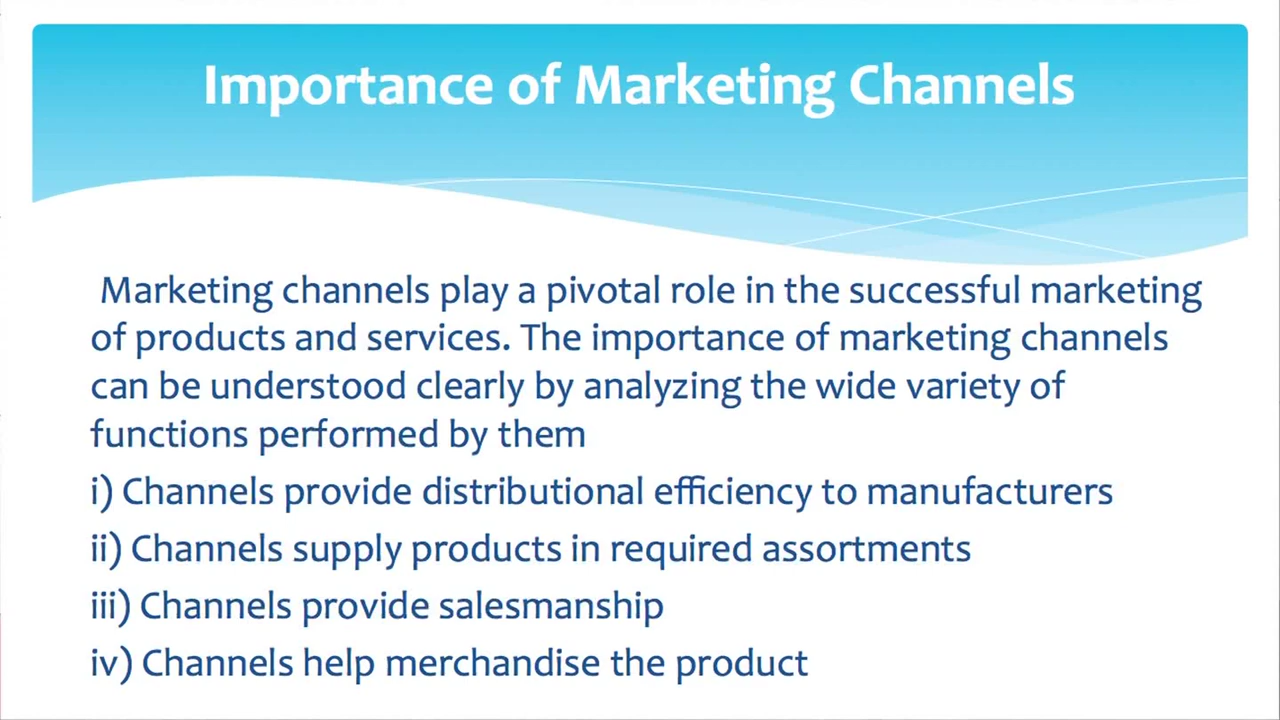 Importance of Marketing Channels
Marketing channels play a pivotal role in the successful marketing
of products and services. The importance of marketing channels
can be understood clearly by analyzing the wide variety of
functions performed by them
i) Channels provide distributional efficiency to manufacturers
ii) Channels supply products in required assortments
iii) Channels provide salesmanship
iv) Channels help merchandise the product